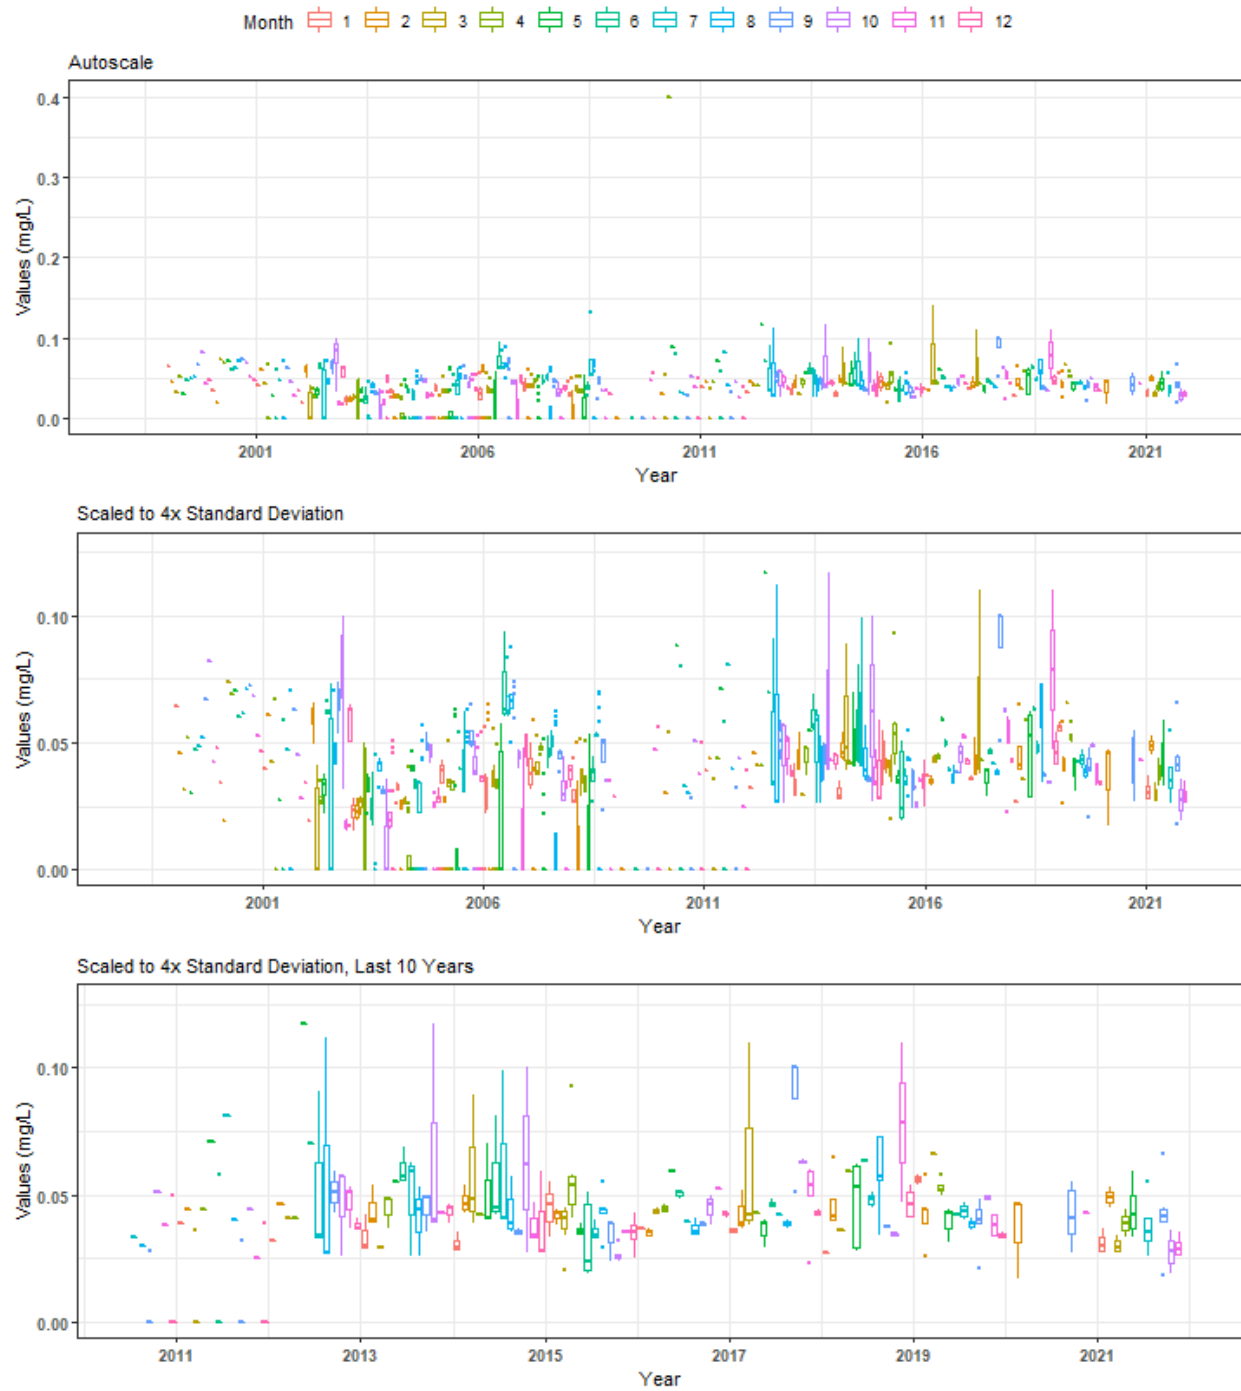 Month 1 2 3 4 5 6 7 8 9 10 11 12
Autoscale
Values (mg/L)
0.4
0.3
0.2
0.1
0.0
2001 2006 2011 2016 2021
Year
Scaled to 4x Standard Deviation
Values (mg/L)
0.10
0.05
0.00
2001 2006 2011 2016 2021
Year
Scaled to 4x Standard Deviation, Last 10 Years
Values (mg/L)
0.10
0.05
0.00
2011 2013 2015 2017 2019 2021
Year